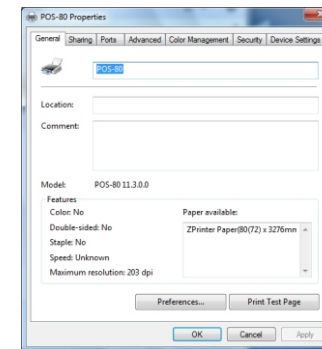 POS-80 Properties
General Sharing Ports Advanced Color Management Security Device Settings
POS-80
Location:
Comment:
Model: POS-80 11.3.0.0
Features
Color: No
Double-sided: No
Staple: No
Speed: Unknown
Maximum resolution: 203 dpi
Paper available:
ZPrinter Paper(80(72) x 3276mn
Preferences... Print Test Page
OK Cancel Apply